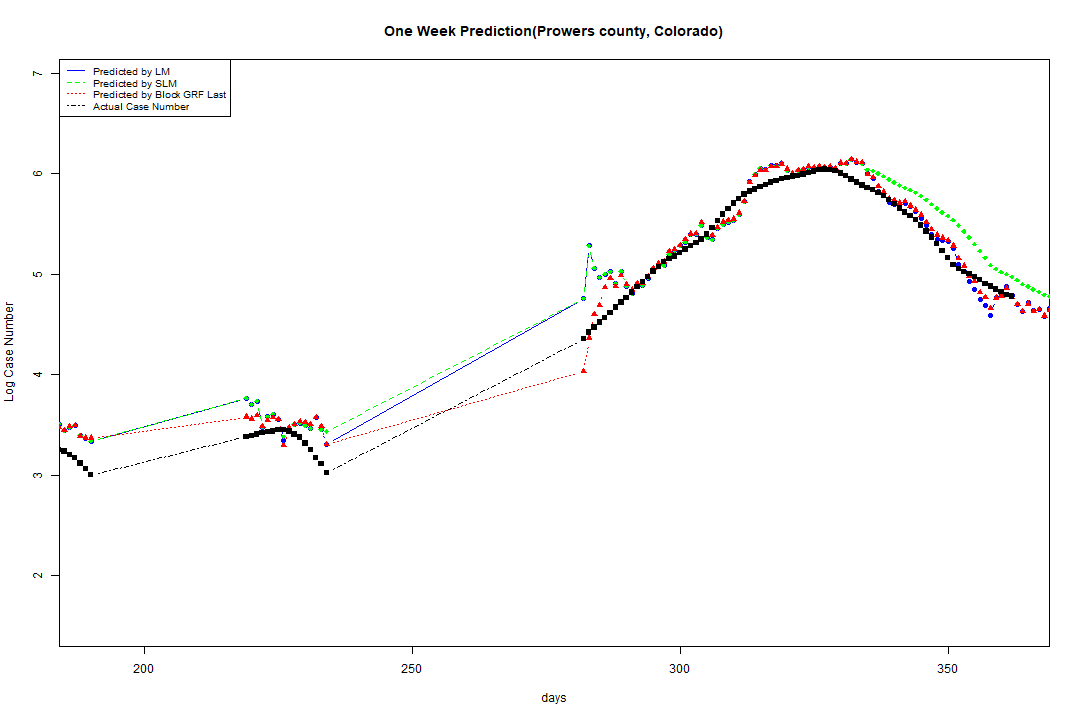 One Week Prediction(Prowers county, Colorado)
Predicted by LM
Predicted by SLM
Predicted by Block GRF Last
Actual Case Number
7
6
5
4
3
2
Log Case Number
200
250
300
350
days